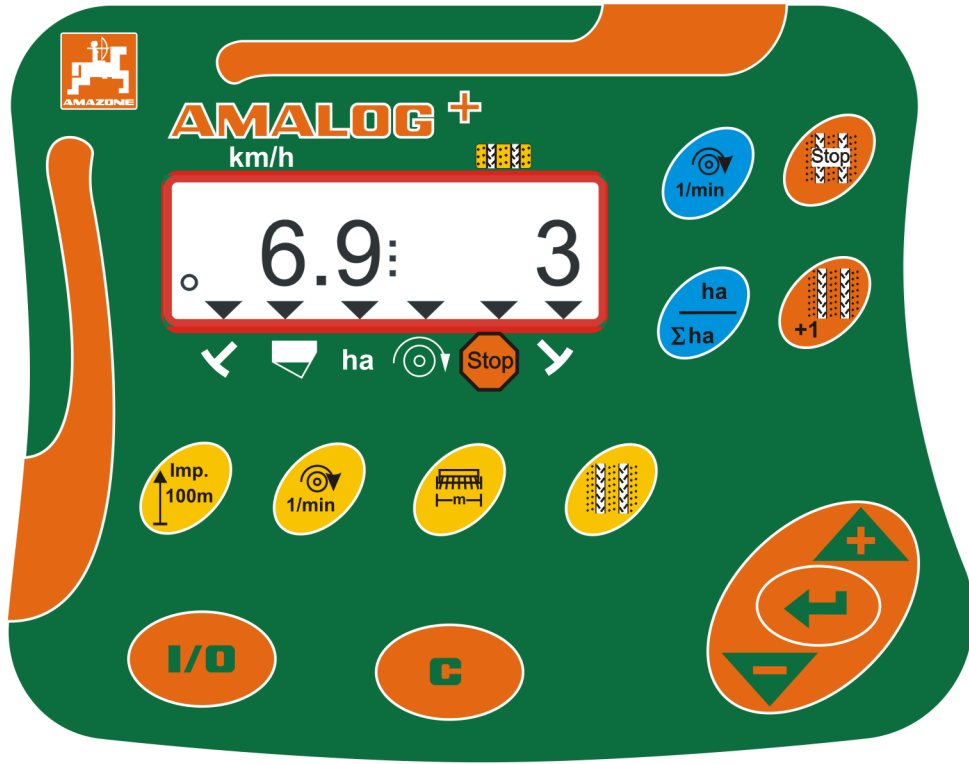 AMAZONE
AMALOG +
km/h
6.9 3
ha Stop
1/min
Stop
ha
Σha
+1
Imp.
100m
1/min
m
I/O
C
+
-